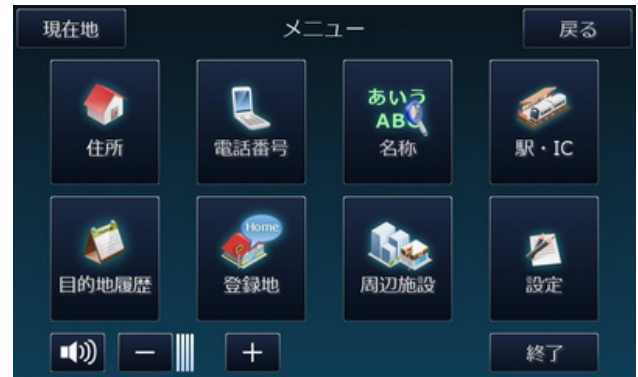 現在地
メニュー
戻る
あいう
ABC
住所
電話番号
名称
駅・IC
Home
目的地履歴
登録地
周辺施設
設定
終了